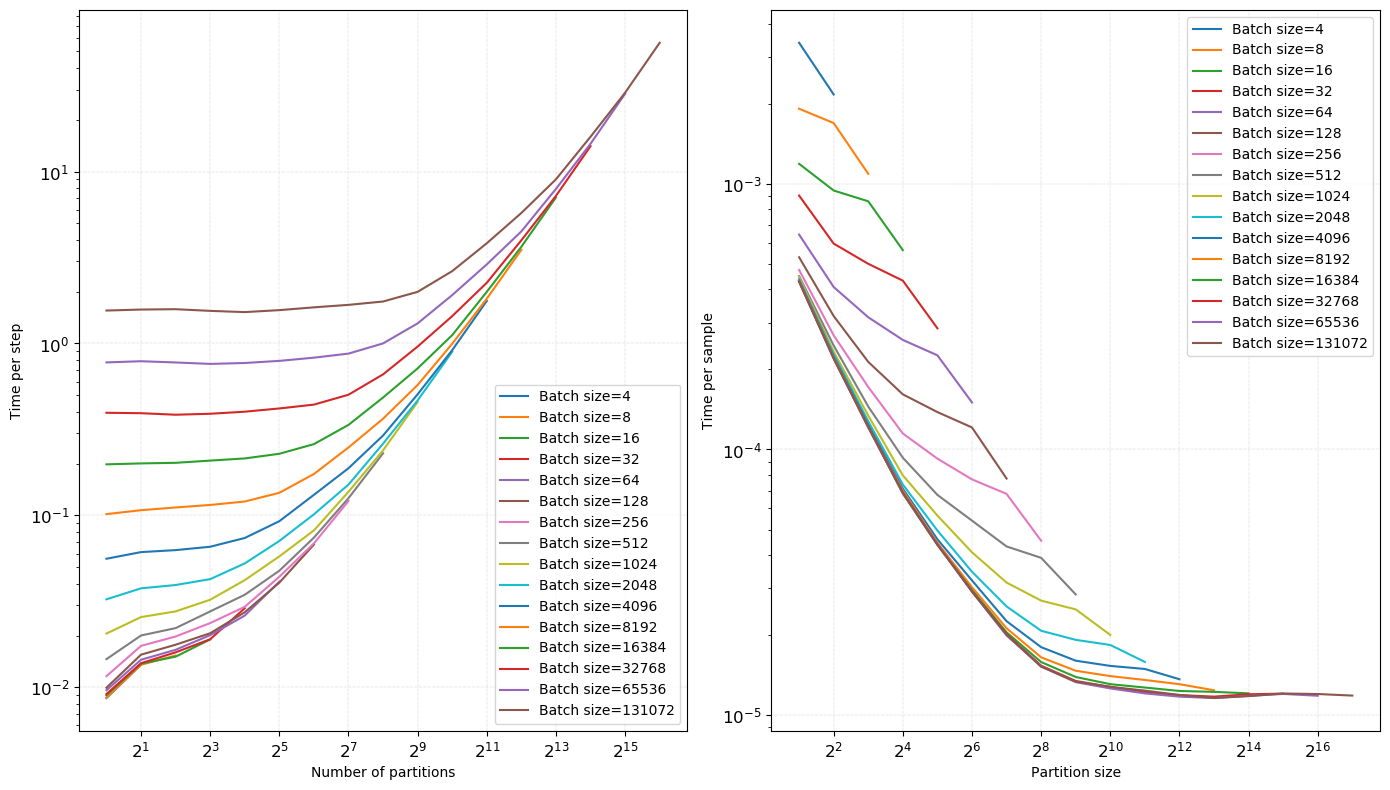 Time per step
10^1
10^0
10^-1
10^-2
2^1 2^3 2^5 2^7 2^9 2^11 2^13 2^15
Number of partitions
Batch size=4
Batch size=8
Batch size=16
Batch size=32
Batch size=64
Batch size=128
Batch size=256
Batch size=512
Batch size=1024
Batch size=2048
Batch size=4096
Batch size=8192
Batch size=16384
Batch size=32768
Batch size=65536
Batch size=131072
Time per sample
10^-3
10^-4
10^-5
2^2 2^4 2^6 2^8 2^10 2^12 2^14 2^16
Partition size
Batch size=4
Batch size=8
Batch size=16
Batch size=32
Batch size=64
Batch size=128
Batch size=256
Batch size=512
Batch size=1024
Batch size=2048
Batch size=4096
Batch size=8192
Batch size=16384
Batch size=32768
Batch size=65536
Batch size=131072